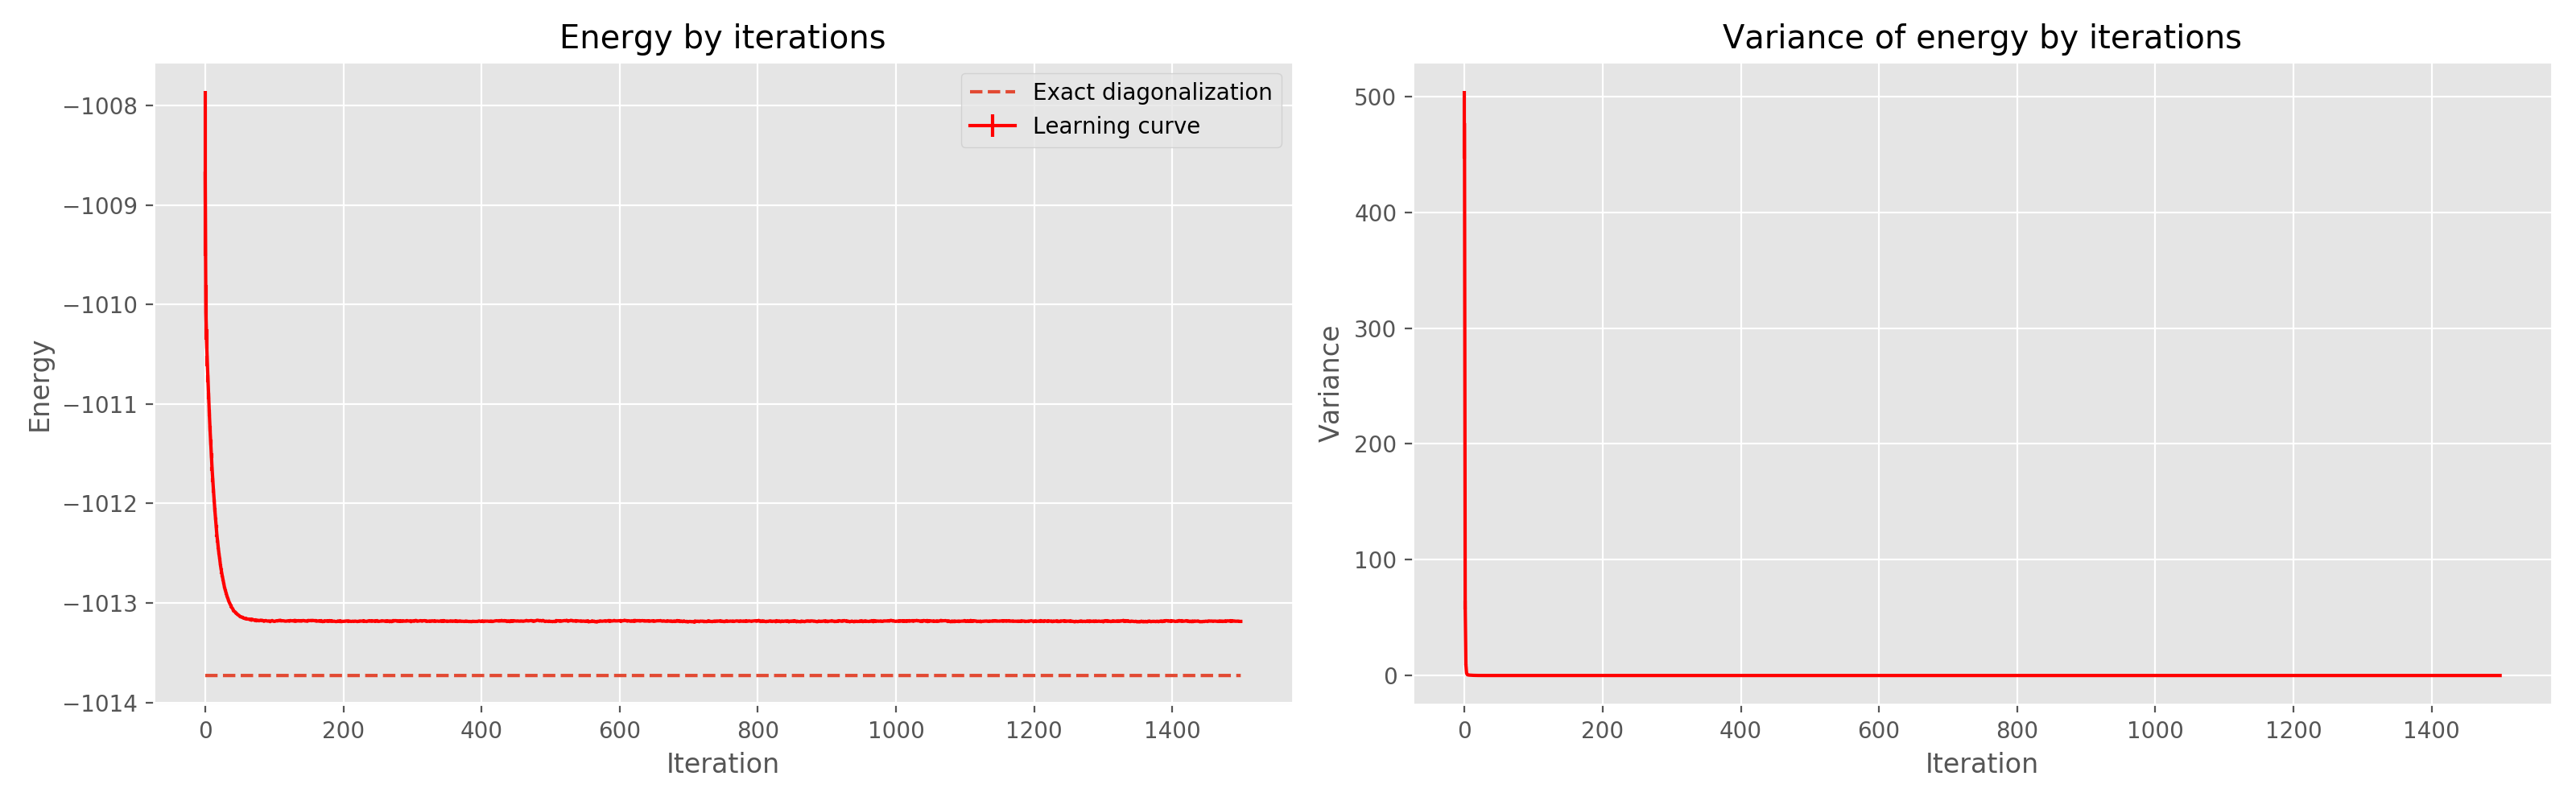 Energy by iterations
Exact diagonalization
Learning curve
−1008
−1009
−1010
−1011
−1012
−1013
−1014
Energy
0 200 400 600 800 1000 1200 1400
Iteration
Variance of energy by iterations
500
400
300
200
100
0
Variance
0 200 400 600 800 1000 1200 1400
Iteration